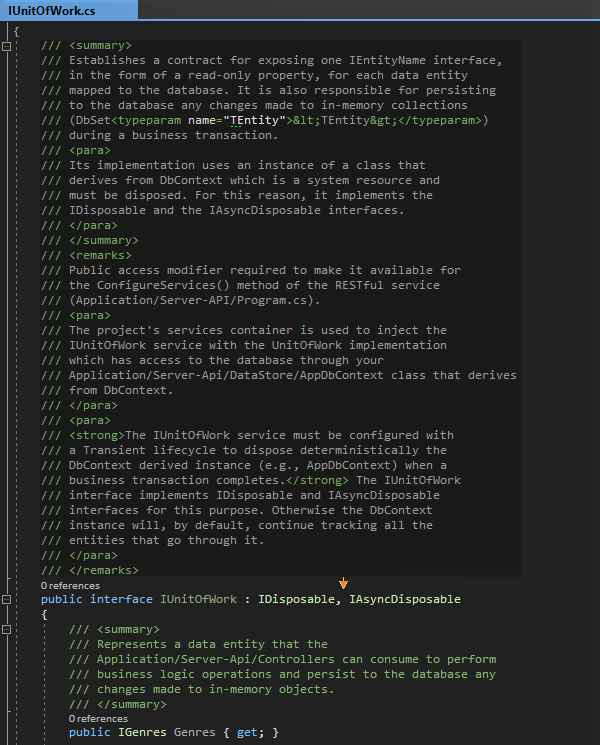 IUnitOfWork.cs
{
/// <summary>
/// Establishes a contract for exposing one IEntityName interface,
/// in the form of a read-only property, for each data entity
/// mapped to the database. It is also responsible for persisting
/// to the database any changes made to in-memory collections
/// (DbSet<typeparam name="TEntity">&lt;TEntity&gt;</typeparam>)
/// during a business transaction.
/// <para>
/// Its implementation uses an instance of a class that
/// derives from DbContext which is a system resource and
/// must be disposed. For this reason, it implements the
/// IDisposable and the IAsyncDisposable interfaces.
/// </para>
/// </summary>
/// <remarks>
/// Public access modifier required to make it available for
/// the ConfigureServices() method of the RESTful service
/// (Application/Server-API/Program.cs).
/// <para>
/// The project's services container is used to inject the
/// IUnitOfWork service with the UnitOfWork implementation
/// which has access to the database through your
/// Application/Server-Api/DataStore/AppDbContext class that derives
/// from DbContext.
/// </para>
/// <para>
/// <strong>The IUnitOfWork service must be configured with
/// a Transient lifecycle to dispose deterministically the
/// DbContext derived instance (e.g., AppDbContext) when a
/// business transaction completes.</strong> The IUnitOfWork
/// interface implements IDisposable and IAsyncDisposable
/// interfaces for this purpose. Otherwise the DbContext
/// instance will, by default, continue tracking all the
/// entities that go through it.
/// </para>
/// </remarks>
0 references
public interface IUnitOfWork : IDisposable, IAsyncDisposable
{
/// <summary>
/// Represents a data entity that the
/// Application/Server-Api/Controllers can consume to perform
/// business logic operations and persist to the database any
/// changes made to in-memory objects.
/// </summary>
0 references
public IGenres Genres { get; }